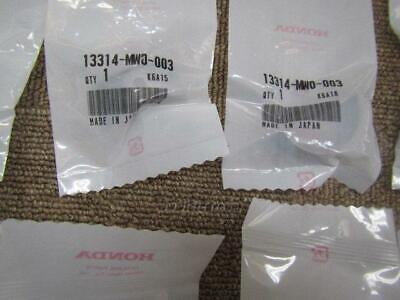 HONDA
13314-MW0-003
QTY 1 K6A15
MADE IN JAPAN
13314-MW0-003
QTY 1 K6A18
MADE IN JAPAN
HONDA
HONDA